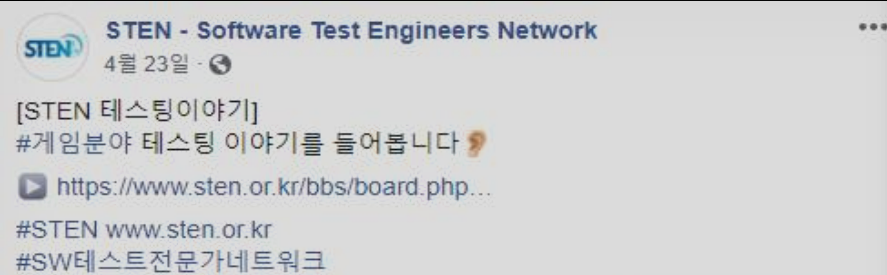 STEN
STEN - Software Test Engineers Network
4월 23일 ·
[STEN 테스팅이야기]
#게임분야 테스팅 이야기를 들어봅니다👂
▶ https://www.sten.or.kr/bbs/board.php...
#STEN www.sten.or.kr
#SW테스트전문가네트워크